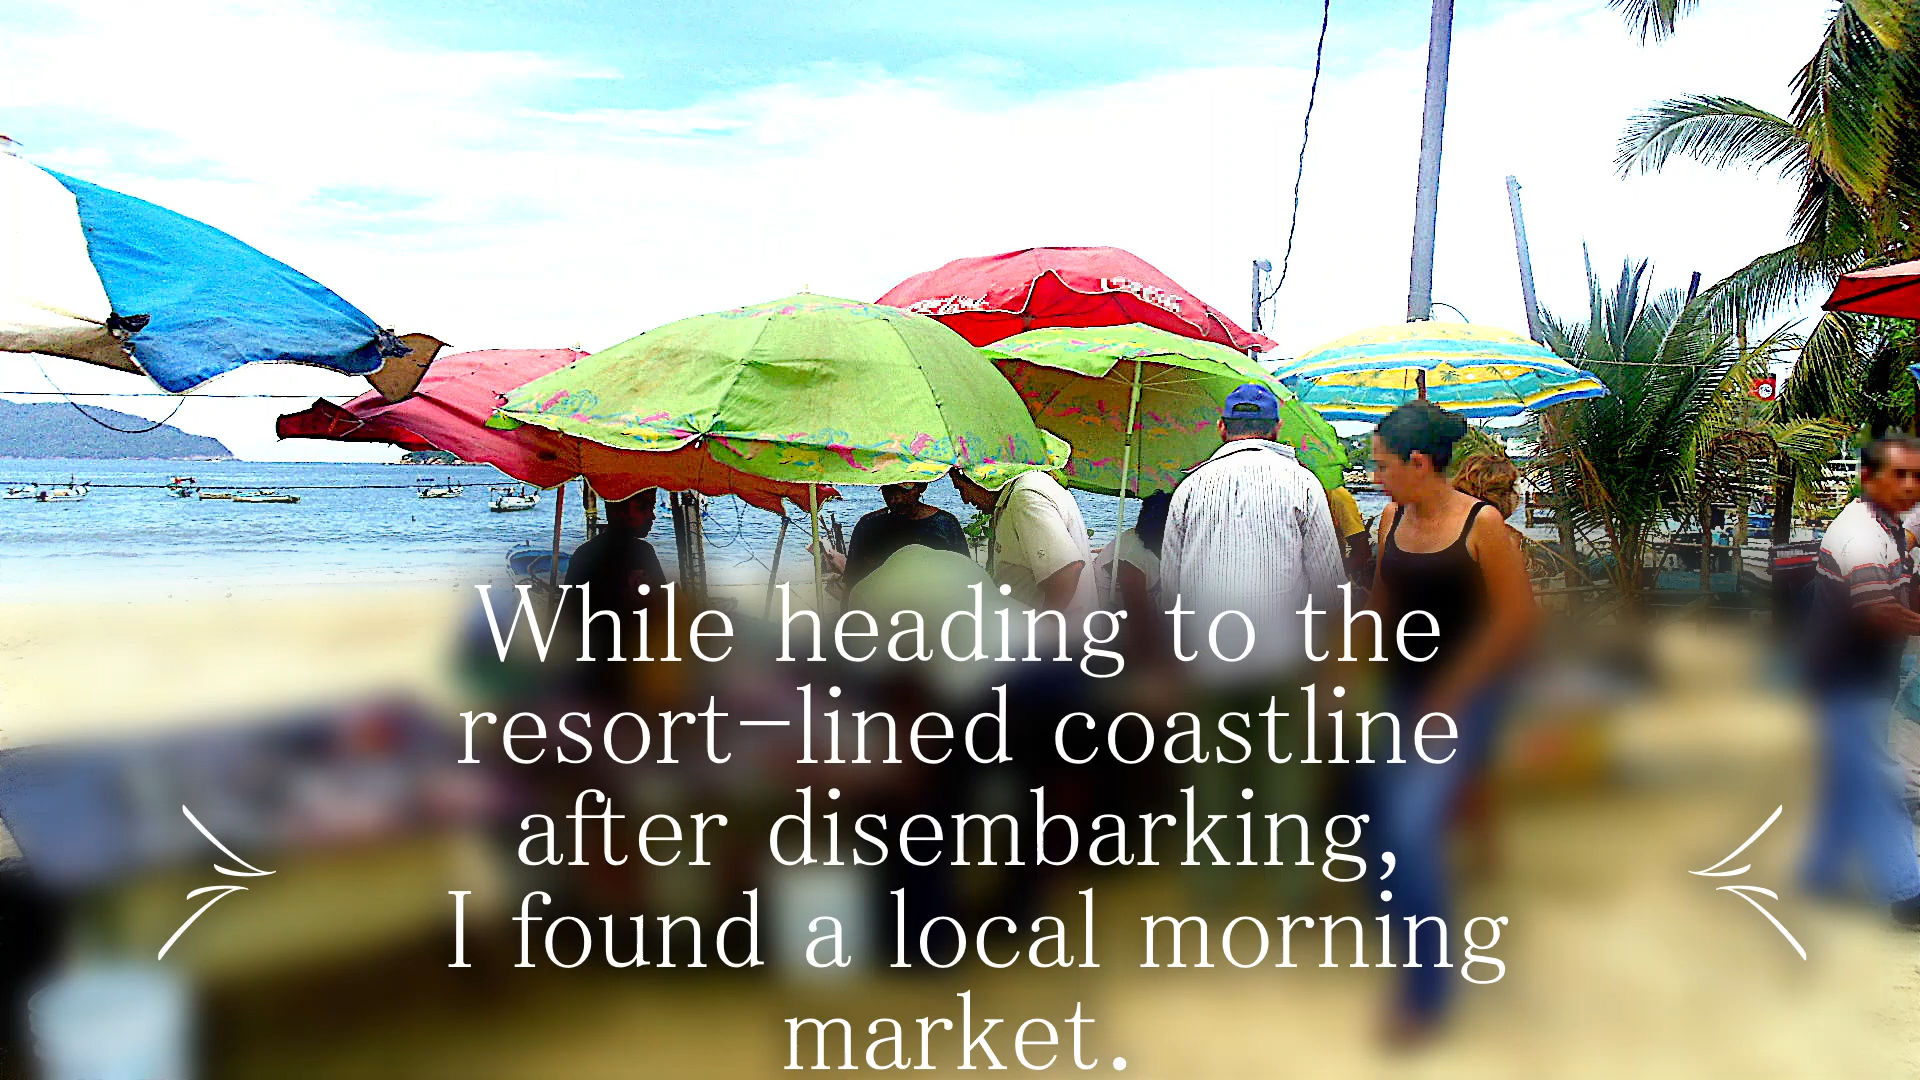 While heading to the
resort-lined coastline
after disembarking,
I found a local morning
market.